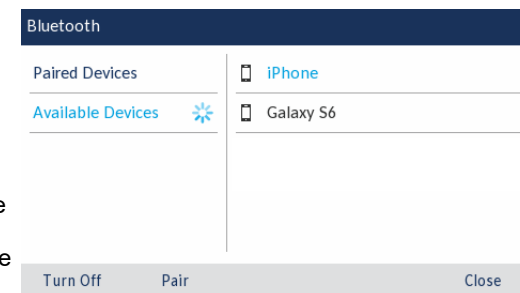 Bluetooth
Paired Devices
Available Devices
iPhone
Galaxy S6
e
e
Turn Off Pair Close